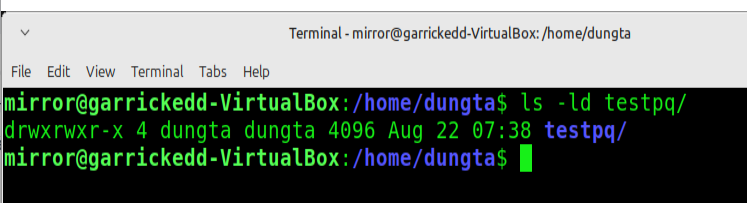 Terminal - mirror@garrickedd-VirtualBox: /home/dungta
File Edit View Terminal Tabs Help
mirror@garrickedd-VirtualBox:/home/dungta$ ls -ld testpq/
drwxrwxr-x 4 dungta dungta 4096 Aug 22 07:38 testpq/
mirror@garrickedd-VirtualBox:/home/dungta$